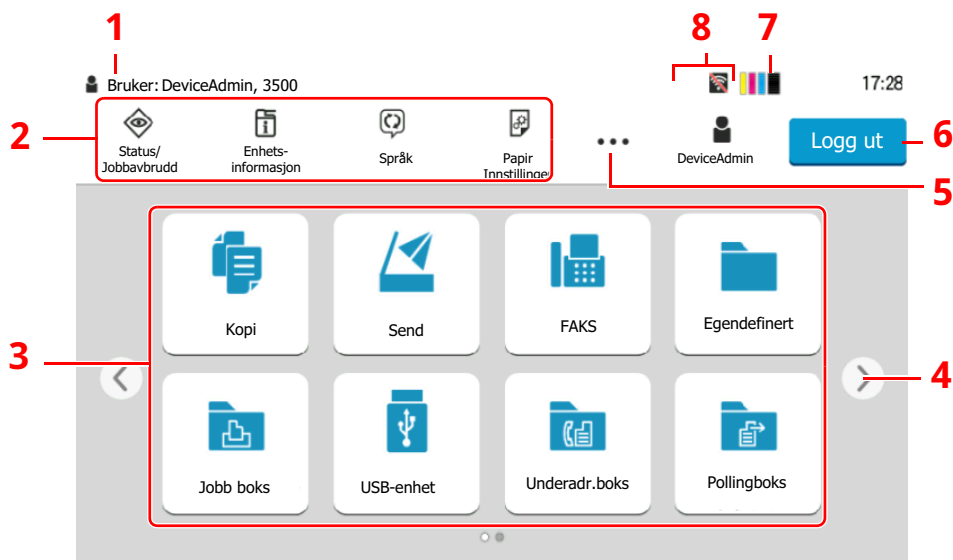 1
8
7
Bruker: DeviceAdmin, 3500
17:28
2
Status/
Jobbavbrudd
Enhets-
informasjon
Språk
Papir
Innstillinger
DeviceAdmin
Logg ut
6
5
3
Kopi
Send
FAKS
Egendefinert
4
Jobb boks
USB-enhet
Underadr.boks
Pollingboks